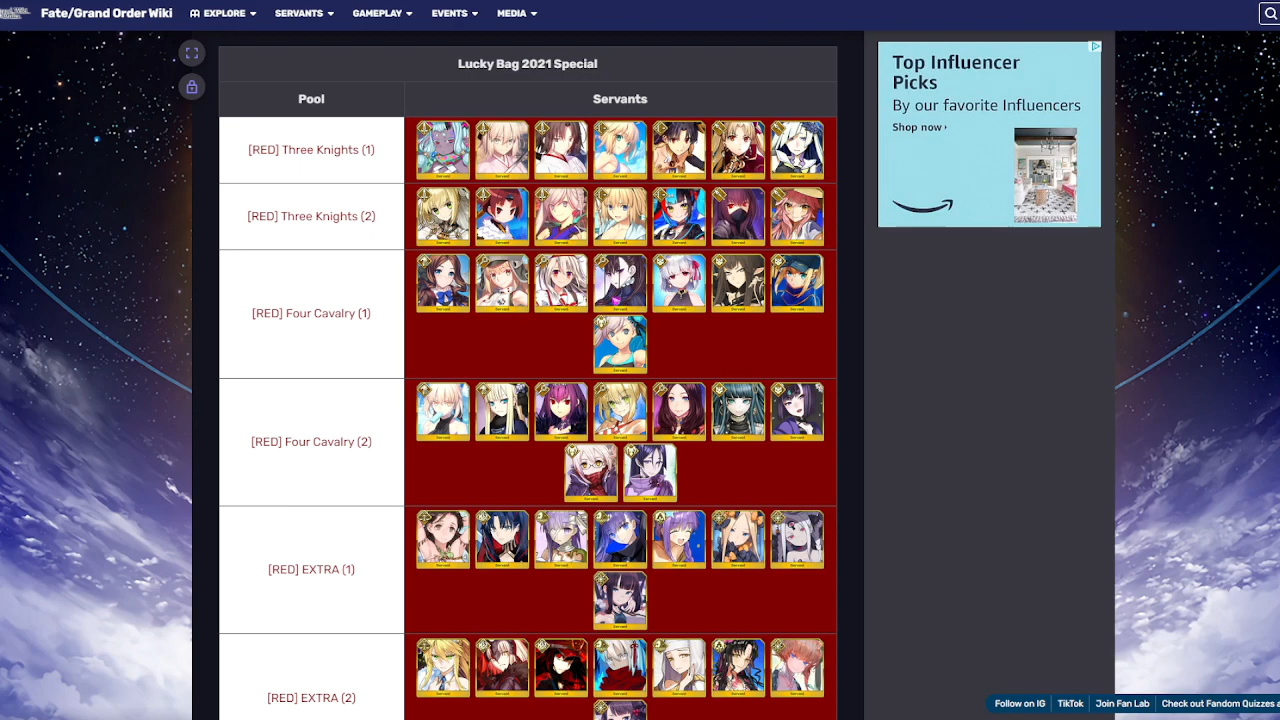 Fate/Grand Order Wiki
EXPLORE
SERVANTS
GAMEPLAY
EVENTS
MEDIA
Lucky Bag 2021 Special
Pool
Servants
[RED] Three Knights (1)
[RED] Three Knights (2)
[RED] Four Cavalry (1)
[RED] Four Cavalry (2)
[RED] EXTRA (1)
[RED] EXTRA (2)
Top Influencer
Picks
By our favorite Influencers
Shop now ›
Follow on IG
TikTok
Join Fan Lab
Check out Fandom Quizzes a